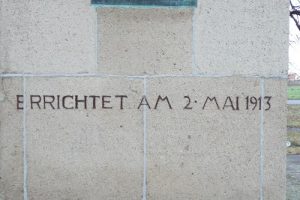 ERRICHTET AM 2. MAI 1913